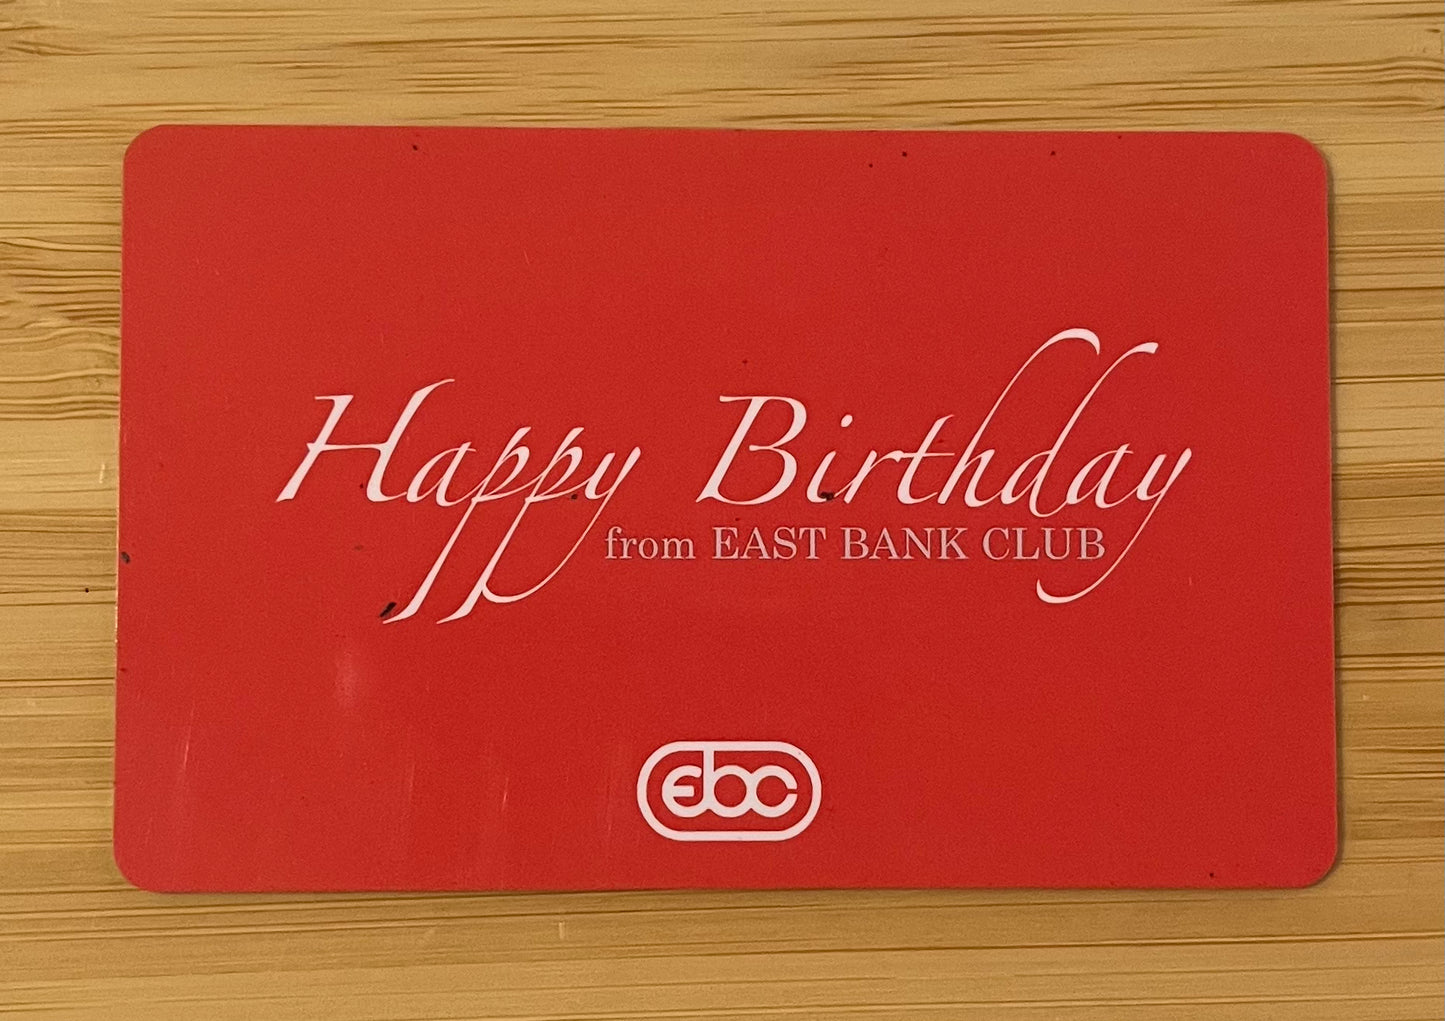 Happy Birthday
from EAST BANK CLUB
ebc